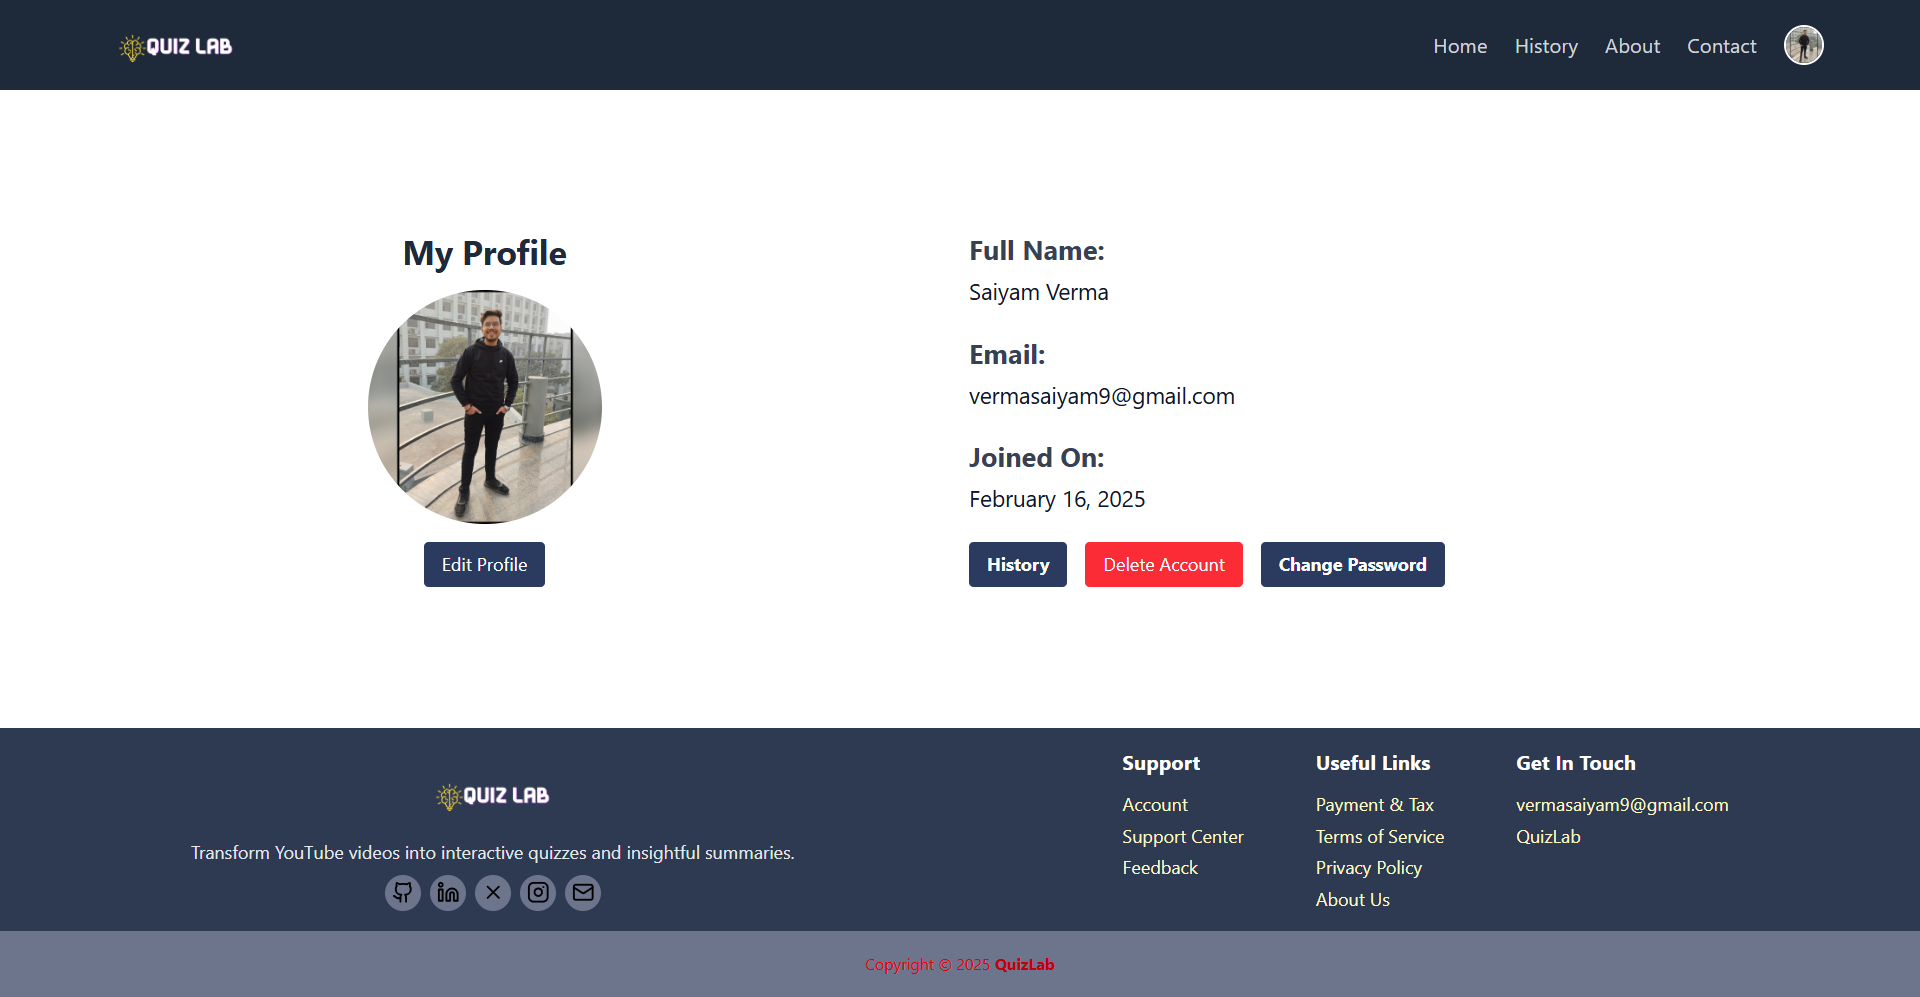 QUIZ LAB
Home History About Contact
My Profile
Edit Profile
Full Name:
Saiyam Verma
Email:
vermasaiyam9@gmail.com
Joined On:
February 16, 2025
History Delete Account Change Password
QUIZ LAB
Transform YouTube videos into interactive quizzes and insightful summaries.
Support
Account
Support Center
Feedback
Useful Links
Payment & Tax
Terms of Service
Privacy Policy
About Us
Get In Touch
vermasaiyam9@gmail.com
QuizLab
Copyright © 2025 QuizLab